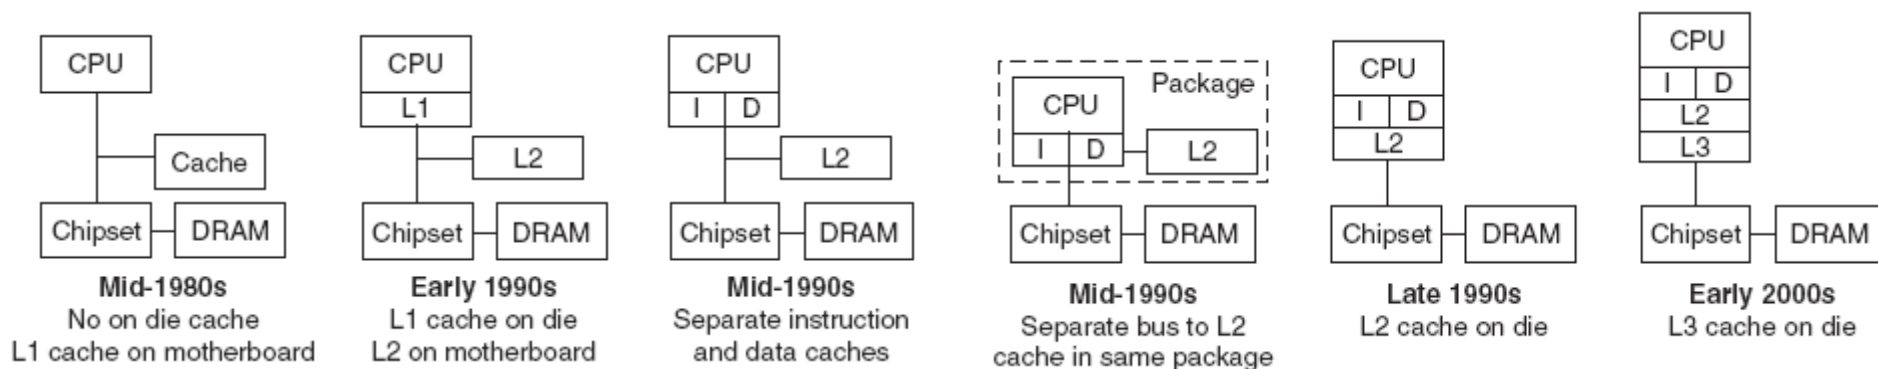 CPU
Cache
Chipset
DRAM
Mid-1980s
No on die cache
L1 cache on motherboard
CPU
L1
L2
Chipset
DRAM
Early 1990s
L1 cache on die
L2 on motherboard
CPU
I D
L2
Chipset
DRAM
Mid-1990s
Separate instruction
and data caches
Package
CPU
I D
L2
Chipset
DRAM
Mid-1990s
Separate bus to L2
cache in same package
CPU
I D
L2
Chipset
DRAM
Late 1990s
L2 cache on die
CPU
I D
L2
L3
Chipset
DRAM
Early 2000s
L3 cache on die